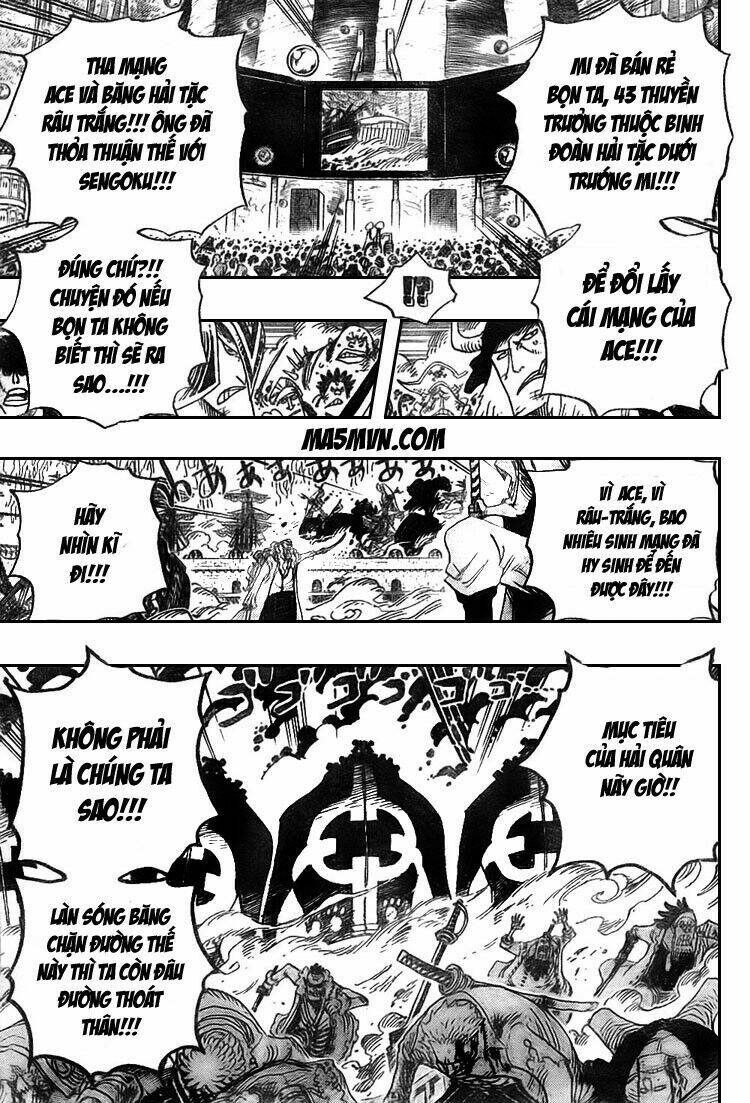 MI ĐÃ BÁN RẺ
BỌN TA, 43 THUYỀN
TRƯỞNG THUỘC BINH
ĐOÀN HẢI TẶC DƯỚI
TRƯỚNG MI!!!
ĐỂ ĐỔI LẤY
CÁI MẠNG CỦA
ACE!!!
THA MẠNG
ACE VÀ BĂNG HẢI TẶC
RÂU TRẮNG!!! ÔNG ĐÃ
THỎA THUẬN THẾ VỚI
SENGOKU!!!
ĐÚNG CHỨ?!!
CHUYỆN ĐÓ NẾU
BỌN TA KHÔNG
BIẾT THÌ SẼ RA
SAO...!!!
!!?
MA5MVN.COM
VÌ ACE, VÌ
RÂU-TRẮNG, BAO
NHIÊU SINH MẠNG ĐÃ
HY SINH ĐỂ ĐẾN
ĐƯỢC ĐÂY!!!
HÃY
NHÌN KĨ
ĐI!!!
MỤC TIÊU
CỦA HẢI QUÂN
NÃY GIỜ!!
KHÔNG PHẢI
LÀ CHÚNG TA
SAO!!!
LÀN SÓNG BĂNG
CHẶN ĐƯỜNG THẾ
NÀY THÌ TA CÒN ĐÂU
ĐƯỜNG THOÁT
THÂN!!!